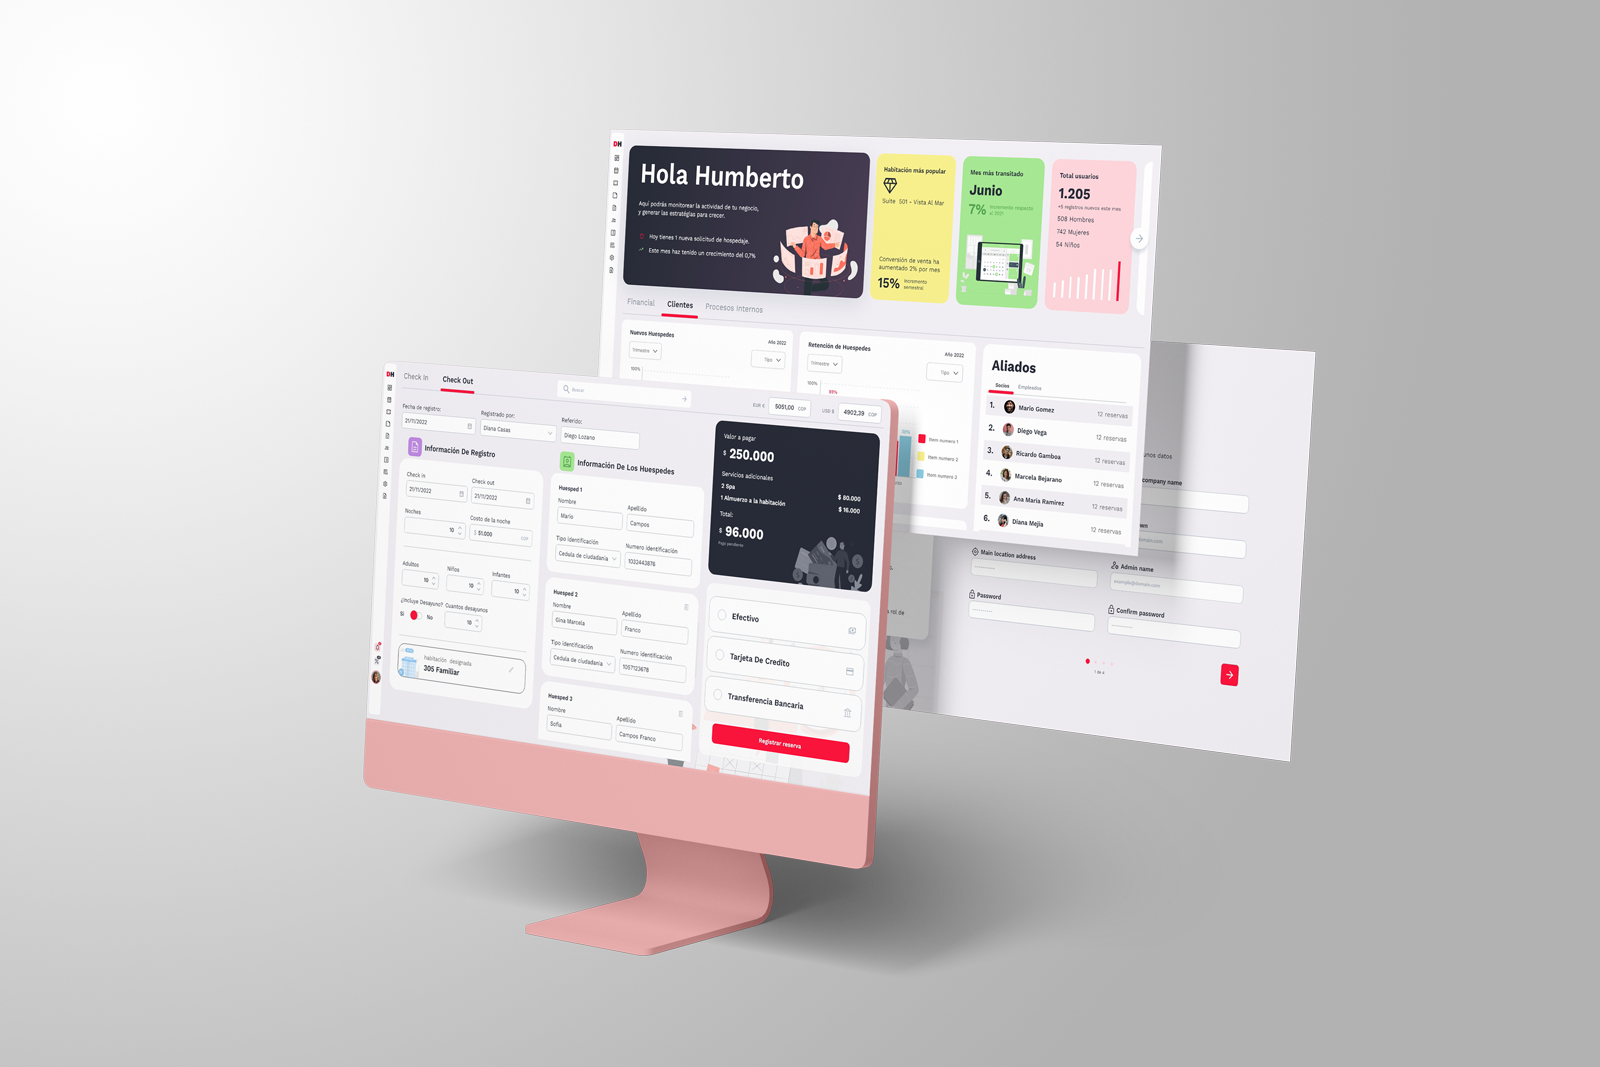 DH
Hola Humberto
Aquí podrás monitorear la actividad de tu negocio,
y generar las estratégias para crecer.
Hoy tienes 1 nueva solicitud de hospedaje.
Este mes haz tenido un crecimiento del 0,7%
Habitación más popular
Suite 501 - Vista Al Mar
Conversión de venta ha
aumentado 2% por mes
15% Incremento
semestral
Mes más transitado
Junio
7% Incremento respecto
Total usuarios
1.205
+5 registros nuevos este mes
508 Hombres
742 Mujeres
54 Niños
Financial Clientes Procesos Internos
Nuevos Huespedes
Año 2022
Trimestre
Tipo
100%
Retención de Huespedes
Año 2022
Trimestre
Tipo
100%
Item numero 1
Item numero 2
Item numero 3
Aliados
Socios Empleados
1. Mario Gomez 12 reservas
2. Diego Vega 12 reservas
3. Ricardo Gamboa 12 reservas
4. Marcela Bejarano 12 reservas
5. Ana María Ramirez 12 reservas
6. Diana Mejia 12 reservas
DH
Check In Check Out
Buscar
EUR € 5051,00 COP
USD $ 4902,39 COP
Fecha de registro:
21/11/2022
Registrado por:
Diana Casas
Referido:
Diego Lozano
Información De Registro
Check in
21/11/2022
Check out
21/11/2022
Noches
10
Costo de la noche
$ 51.000 COP
Adultos
10
Niños
10
Infantes
10
¿Incluye Desayuno?
Si No
Cuantos desayunos
10
habitación designada
305 Familiar
Información De Los Huespedes
Huesped 1
Nombre
Mario
Apellido
Campos
Tipo identificación
Cedula de ciudadania
Numero identificación
1032443876
Huesped 2
Nombre
Gina Marcela
Apellido
Franco
Tipo identificación
Cedula de ciudadania
Numero identificación
1057123678
Huesped 3
Nombre
Sofia
Apellido
Campos Franco
Valor a pagar
$ 250.000
Servicios adicionales
2 Spa $ 80.000
1 Almuerzo a la habitación $ 16.000
Total:
$ 96.000
Pago pendiente
Efectivo
Tarjeta De Credito
Transferencia Bancaría
Registrar reserva
unos datos
company name
Main location address
Admin name
example@domain.com
Password
Confirm password
1 de 4